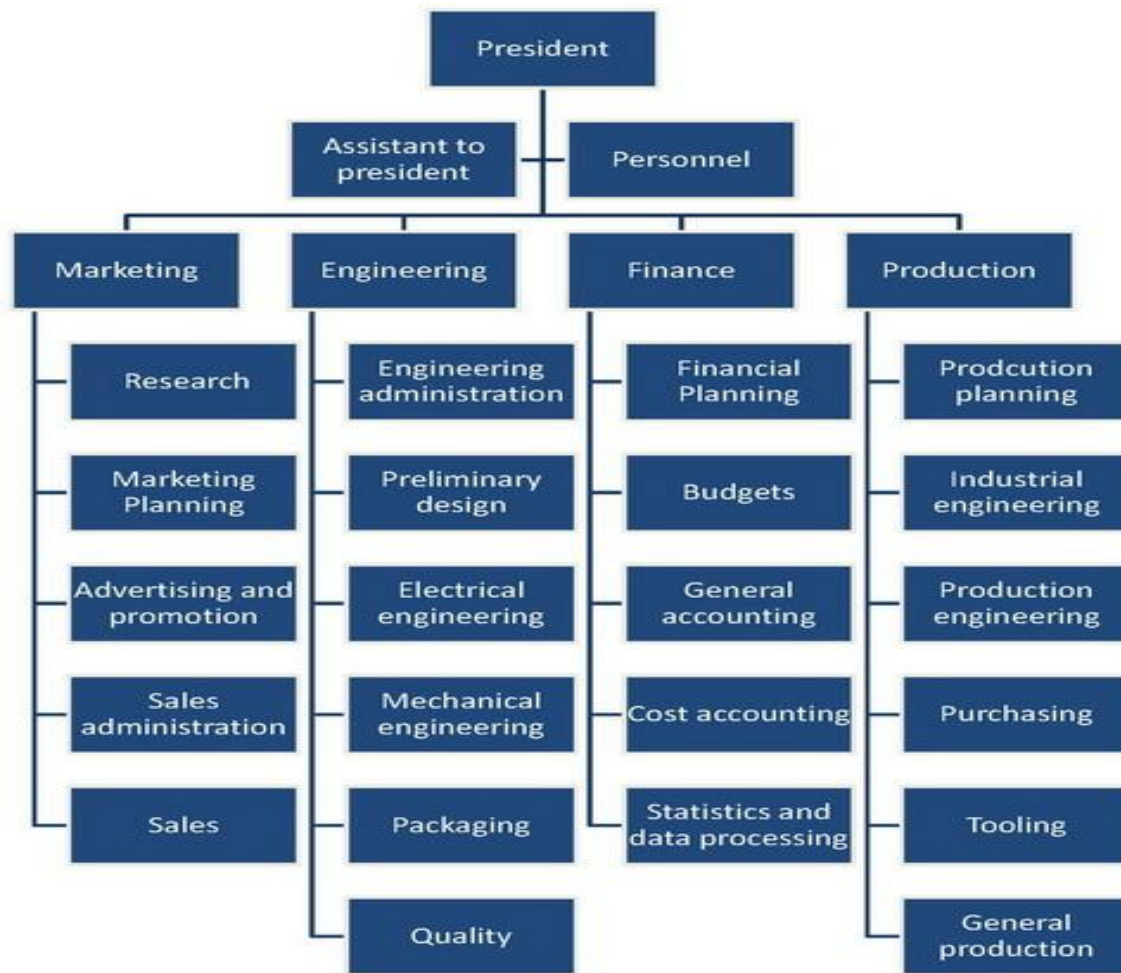 President
Assistant to
president
Personnel
Marketing
Engineering
Finance
Production
Research
Marketing
Planning
Advertising and
promotion
Sales
administration
Sales
Engineering
administration
Preliminary
design
Electrical
engineering
Mechanical
engineering
Packaging
Quality
Financial
Planning
Budgets
General
accounting
Cost accounting
Statistics and
data processing
Prodcution
planning
Industrial
engineering
Production
engineering
Purchasing
Tooling
General
production